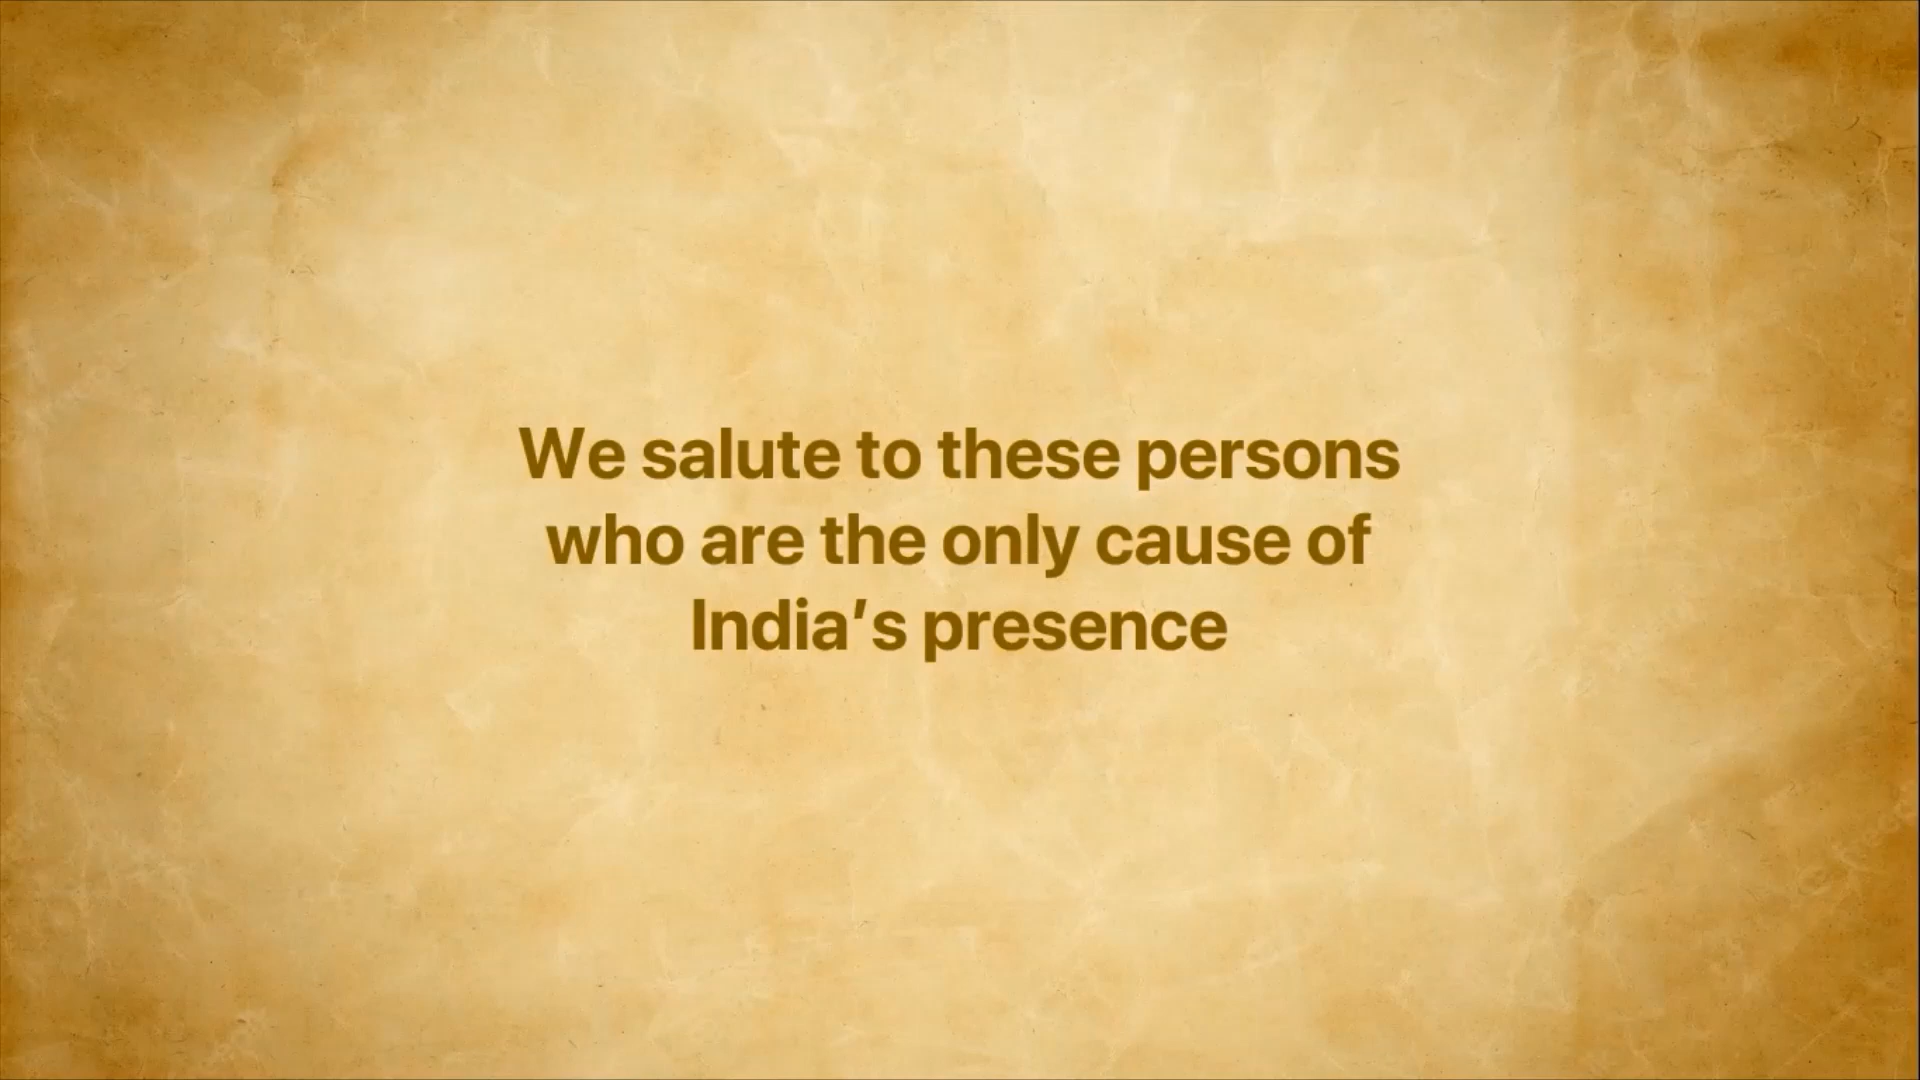 We salute to these persons
who are the only cause of
India’s presence